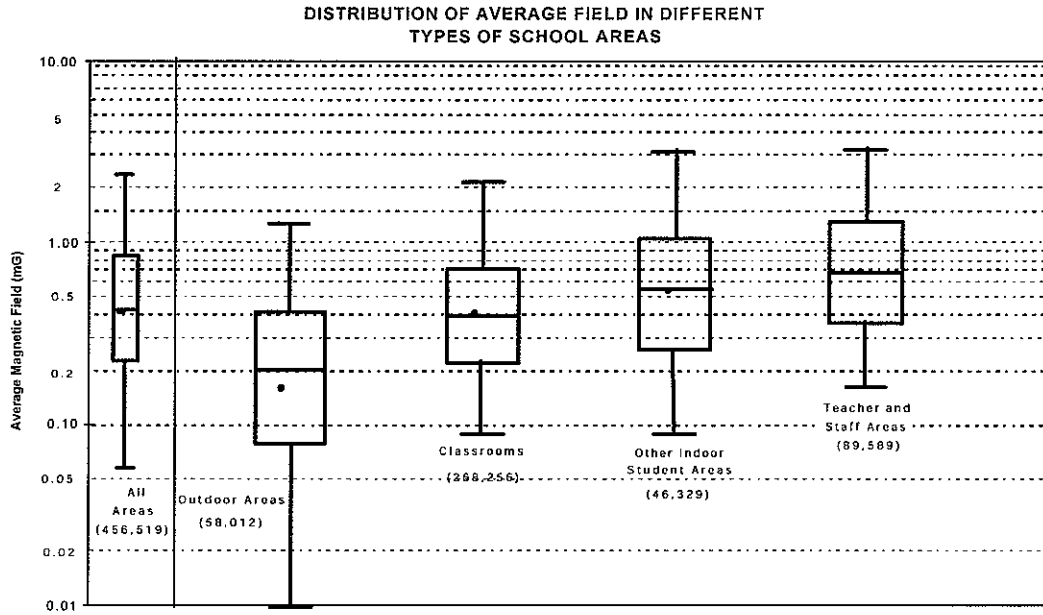 DISTRIBUTION OF AVERAGE FIELD IN DIFFERENT
TYPES OF SCHOOL AREAS
Average Magnetic Field (mG)
10.00
5
2
1.00
0.5
0.2
0.10
0.05
0.02
0.01
All
Areas
(456,519)
Outdoor Areas
(58,012)
Classrooms
Other Indoor
Student Areas
(46,329)
Teacher and
Staff Areas
(89,589)